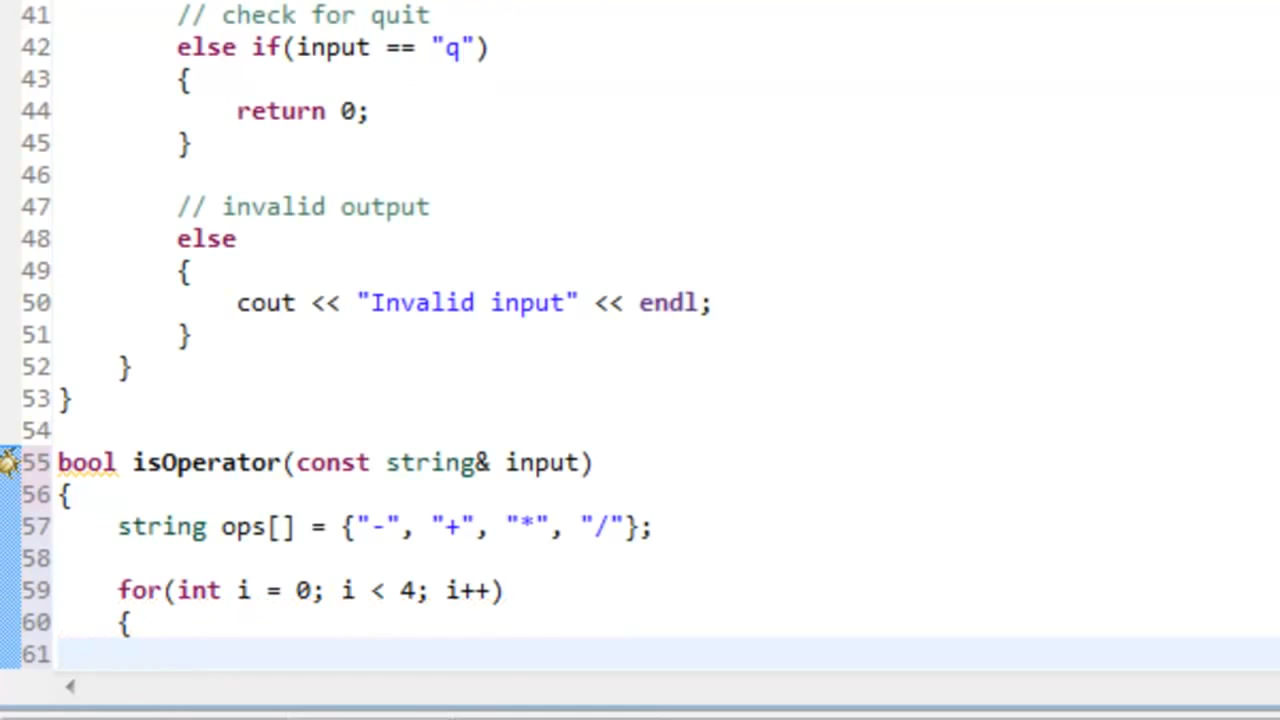 41 // check for quit
42 else if(input == "q")
43 {
44 return 0;
45 }
46
47 // invalid output
48 else
49 {
50 cout << "Invalid input" << endl;
51 }
52 }
53 }
54
55 bool isOperator(const string& input)
56 {
57 string ops[] = {"-", "+", "*", "/"};
58
59 for(int i = 0; i < 4; i++)
60 {
61